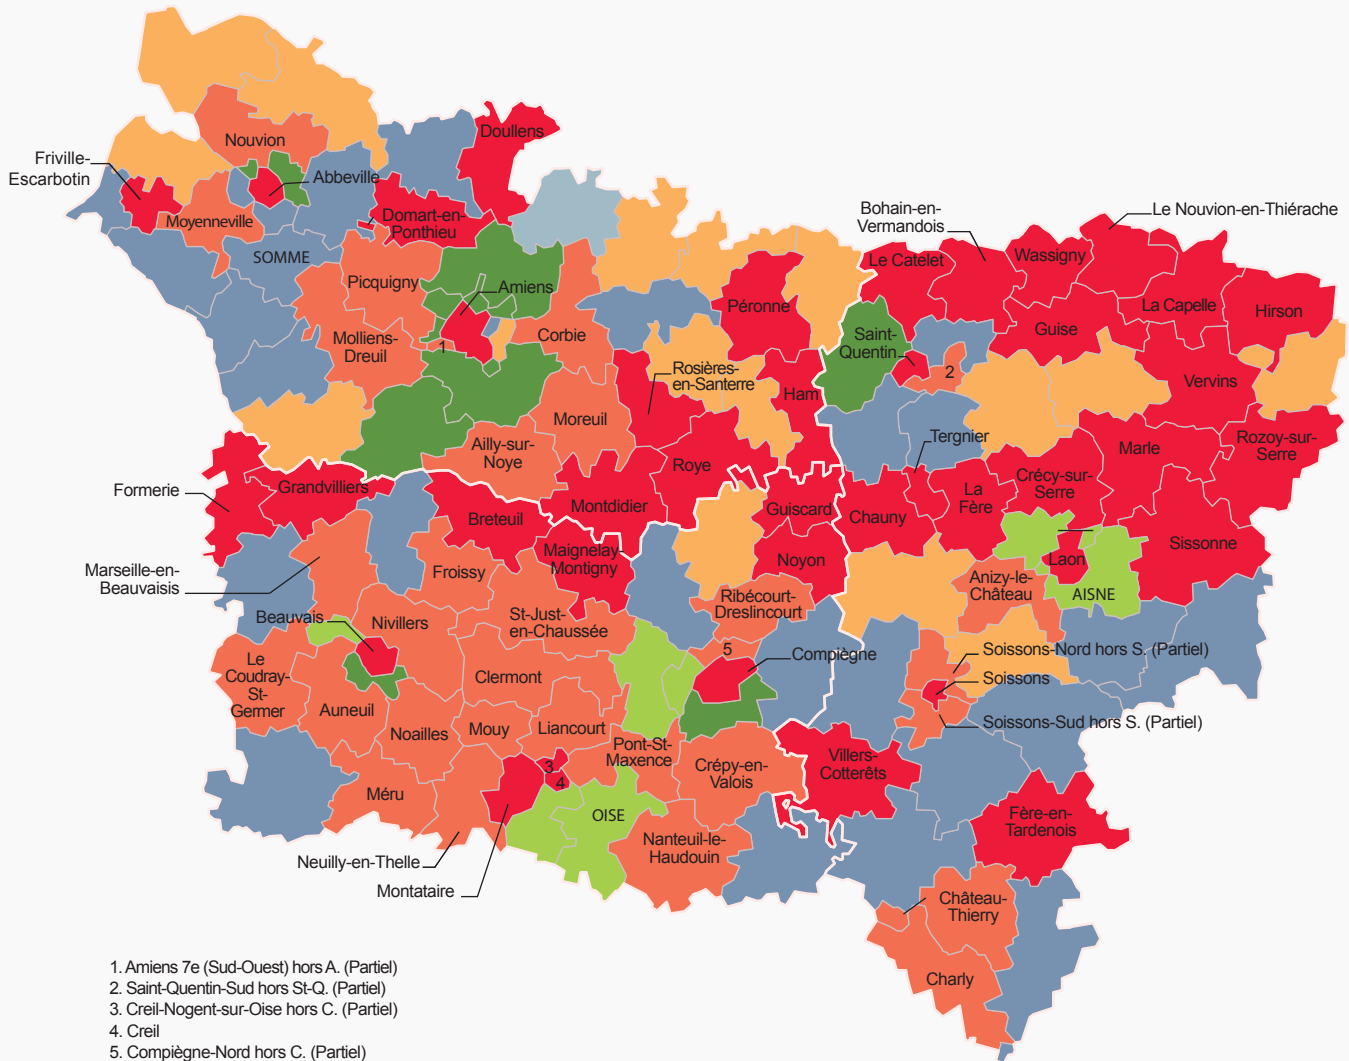 Doullens
Nouvion
Friville-
Escarbotin
Abbeville
Moyenneville
Domart-en-
Ponthieu
Bohain-en-
Vermandois
Le Nouvion-en-Thiérache
SOMME
Le Catelet
Wassigny
Picquigny
Amiens
Péronne
La Capelle
Hirson
Guise
Molliens-
Dreuil
1
Corbie
Saint-
Quentin
2
Rosières-
en-Santerre
Ham
Vervins
Moreuil
Ailly-sur-
Noye
Tergnier
Marle
Rozoy-sur-
Serre
Roye
Formerie
Grandvilliers
Crécy-sur-
Serre
La
Fère
Montdidier
Guiscard
Chauny
Breteuil
Sissonne
Maignelay-
Montigny
Noyon
Laon
Marseille-en-
Beauvaisis
Froissy
Anizy-le-
Château
AISNE
Ribécourt-
Dreslincourt
St-Just-
en-Chaussée
Beauvais
Nivillers
5
Compiègne
Soissons-Nord hors S. (Partiel)
Le
Coudray-
St-
Germer
Clermont
Soissons
Auneuil
Soissons-Sud hors S. (Partiel)
Noailles
Mouy
Liancourt
Pont-St-
Maxence
Villers-
Cotterêts
3
4
Crépy-en-
Valois
Méru
OISE
Fère-en-
Tardenois
Nanteuil-le-
Haudouin
Neuilly-en-Thelle
Montataire
Château-
Thierry
Charly
1. Amiens 7e (Sud-Ouest) hors A. (Partiel)
2. Saint-Quentin-Sud hors St-Q. (Partiel)
3. Creil-Nogent-sur-Oise hors C. (Partiel)
4. Creil
5. Compiègne-Nord hors C. (Partiel)